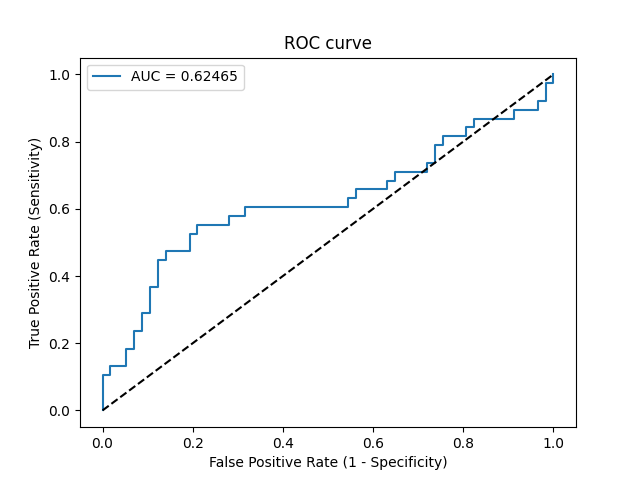 ROC curve
AUC = 0.62465
True Positive Rate (Sensitivity)
1.0
0.8
0.6
0.4
0.2
0.0
0.0 0.2 0.4 0.6 0.8 1.0
False Positive Rate (1 - Specificity)